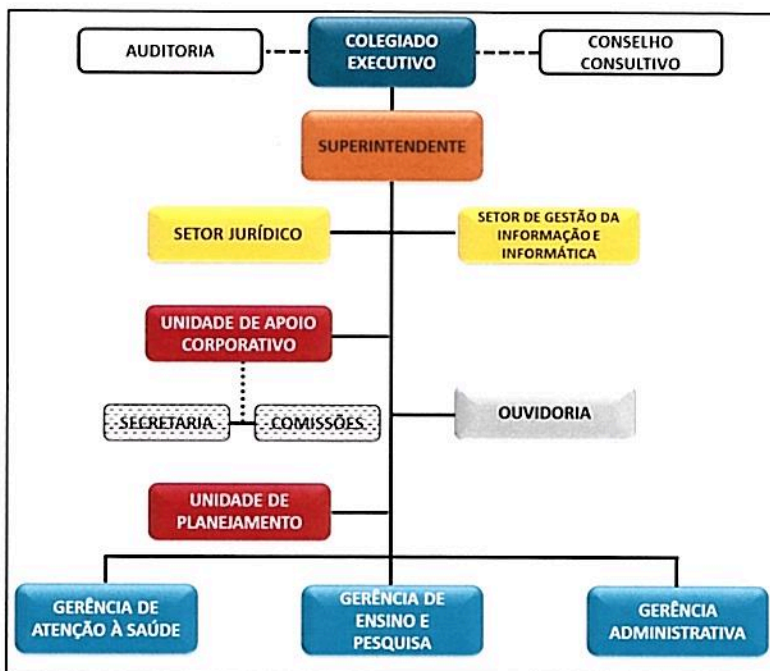 AUDITORIA
COLEGIADO
EXECUTIVO
CONSELHO
CONSULTIVO
SUPERINTENDENTE
SETOR JURÍDICO
SETOR DE GESTÃO DA
INFORMAÇÃO E
INFORMÁTICA
UNIDADE DE APOIO
CORPORATIVO
SECRETARIA
COMISSÕES
OUVIDORIA
UNIDADE DE
PLANEJAMENTO
GERÊNCIA DE
ATENÇÃO À SAÚDE
GERÊNCIA DE
ENSINO E
PESQUISA
GERÊNCIA
ADMINISTRATIVA